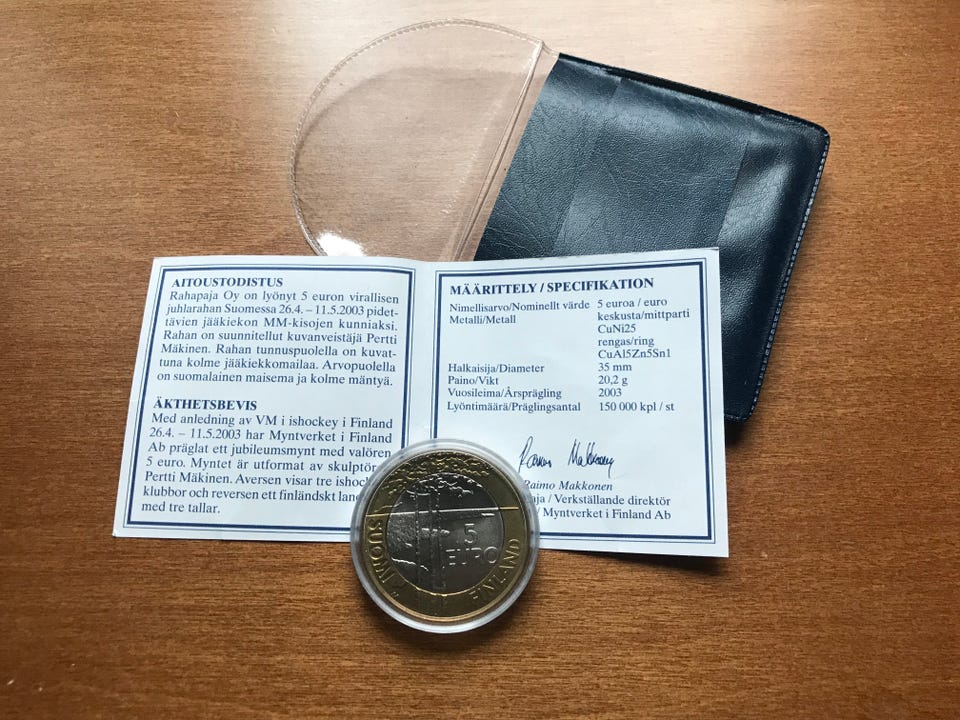 AITOUSTODISTUS
Rahapaja Oy on lyönyt 5 euron virallisen
juhlarahan Suomessa 26.4. – 11.5.2003 pidet-
tävien jääkiekon MM-kisojen kunniaksi.
Rahan on suunnitellut kuvanveistäjä Pertti
Mäkinen. Rahan tunnuspuolella on kuvat-
tuna kolme jääkiekkomailaa. Arvopuolella
on suomalainen maisema ja kolme mäntyä.
ÄKTHETSBEVIS
Med anledning av VM i ishockey i Finland
26.4. – 11.5.2003 har Myntverket i Finland
Ab präglat ett jubileumsmynt med valören
5 euro. Myntet är utformat av skulptör
Pertti Mäkinen. Aversen visar tre
klubbor och reversen ett finländskt
med tre tallar.
MÄÄRITTELY / SPECIFIKATION
Nimellisarvo/Nominellt värde 5 euroa / euro
Metalli/Metall keskusta/mittparti
CuNi25
rengas/ring
CuAl5Zn5Sn1
Halkaisija/Diameter 35 mm
Paino/Vikt 20,2 g
Vuosileima/Årsprägling 2003
Lyöntimäärä/Präglingsantal 150 000 kpl / st
Raimo Makkonen
Raimo Makkonen
/ Verkställande direktör
/ Myntverket i Finland Ab
5
EURO
SUOMI
FINLAND